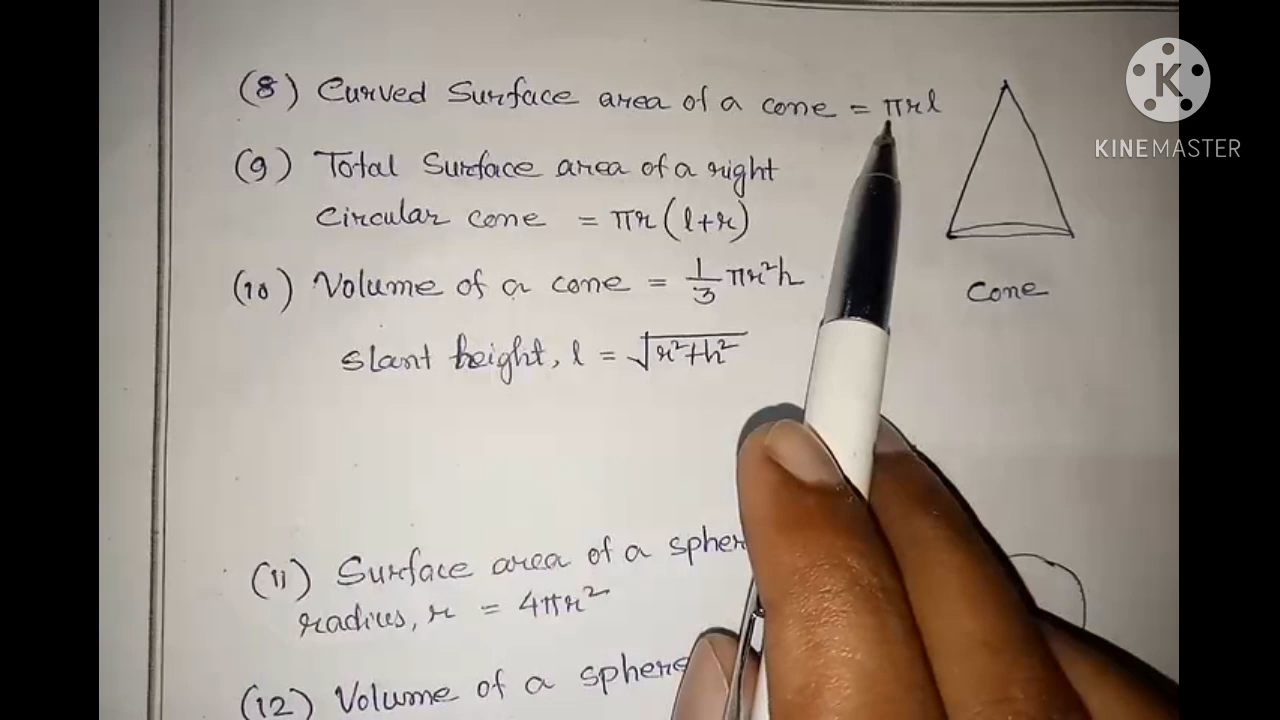 (8) Curved Surface area of a cone = πrl
(9) Total Surface area of a right
Circular cone = πr(l+r)
(10) Volume of a cone = 1/3 πr²h
Slant height, l = √r²+h²
Cone
(11) Surface area of a spher
radius, r = 4πr²
(12) Volume of a sphere
K
KINEMASTER